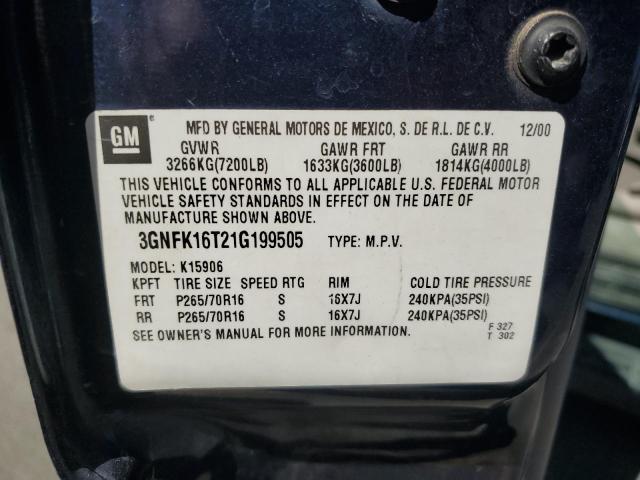 GM ® MFD BY GENERAL MOTORS DE MEXICO, S. DE R.L. DE C.V. 12/00
GVWR GAWR FRT GAWR RR
3266KG(7200LB) 1633KG(3600LB) 1814KG(4000LB)
THIS VEHICLE CONFORMS TO ALL APPLICABLE U.S. FEDERAL MOTOR
VEHICLE SAFETY STANDARDS IN EFFECT ON THE DATE OF
MANUFACTURE SHOWN ABOVE.
3GNFK16T21G199505 TYPE: M.P.V.
MODEL: K15906
KPFT TIRE SIZE SPEED RTG RIM COLD TIRE PRESSURE
FRT P265/70R16 S 16X7J 240KPA(35PSI)
RR P265/70R16 S 16X7J 240KPA(35PSI)
SEE OWNER'S MANUAL FOR MORE INFORMATION. F 327
T 302